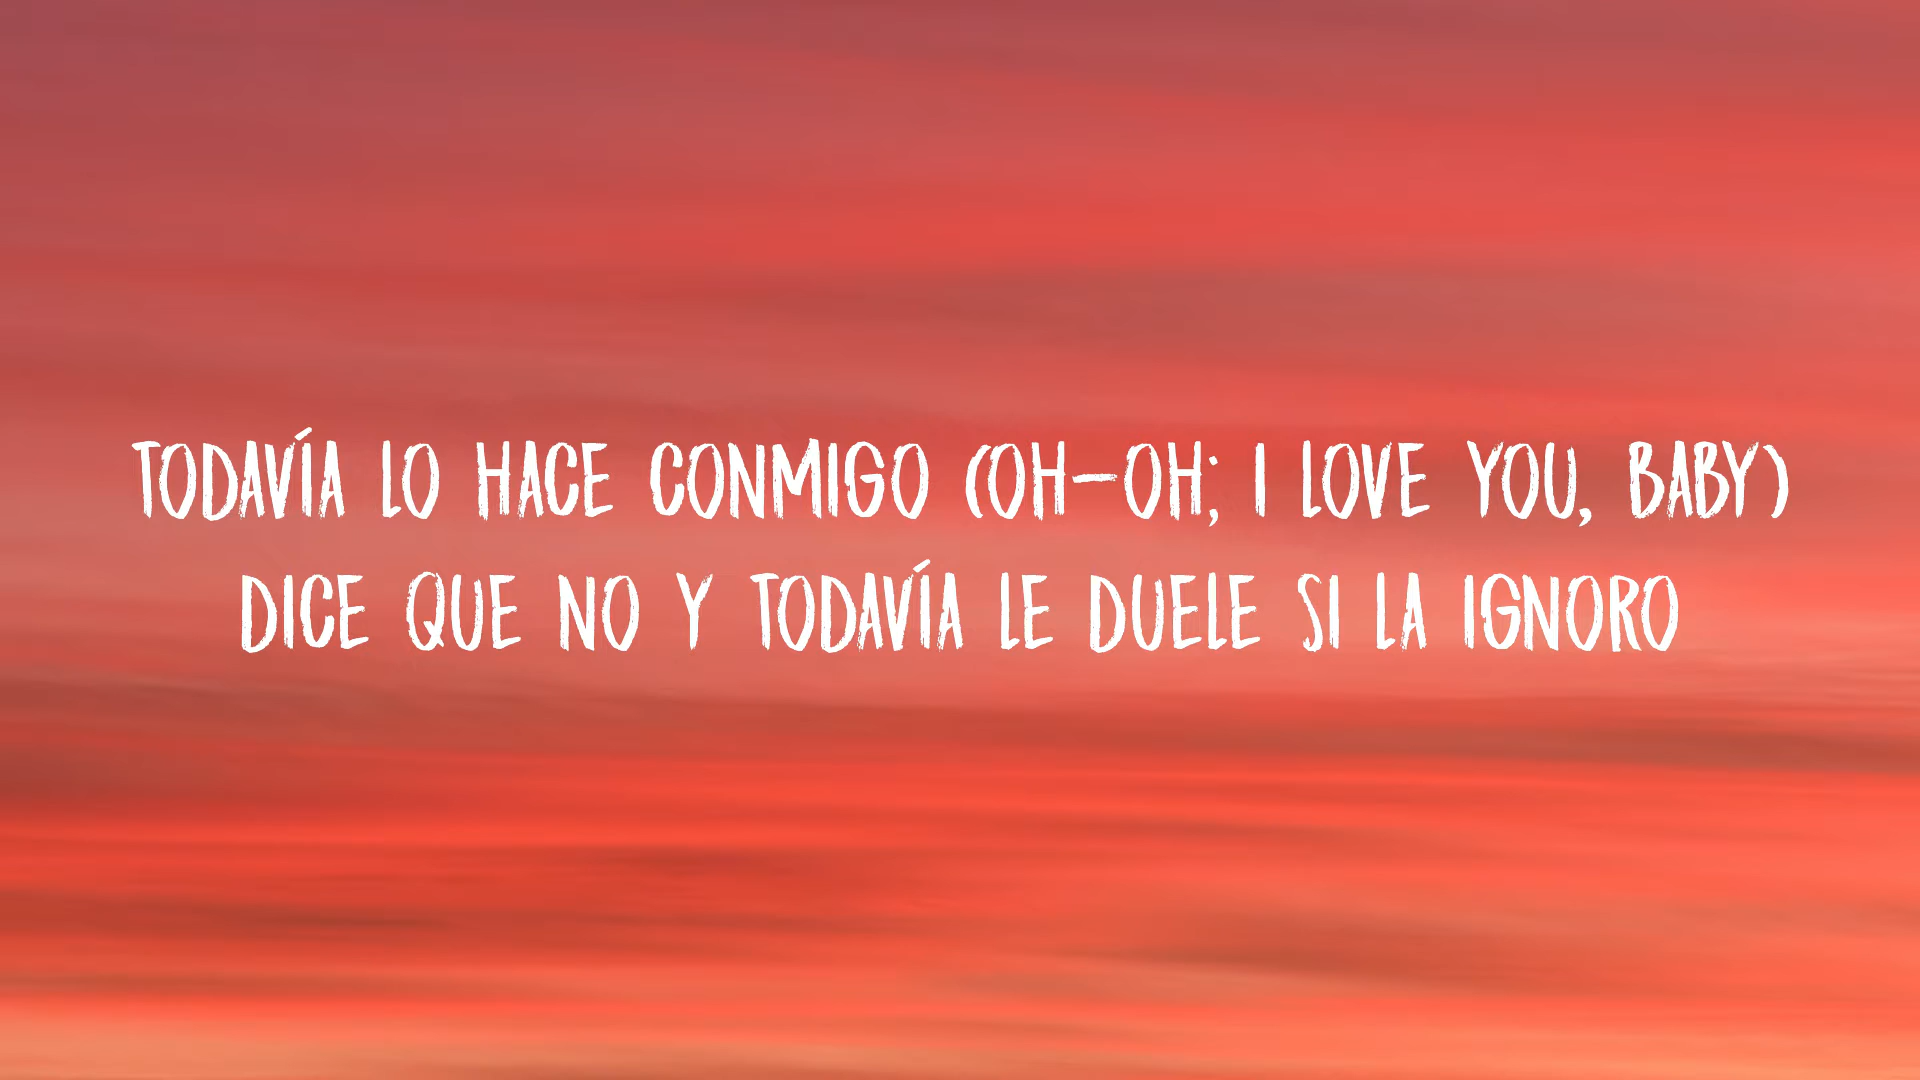 TODAVÍA LO HACE CONMIGO (OH-OH; I LOVE YOU, BABY)
DICE QUE NO Y TODAVÍA LE DUELE SI LA IGNORO